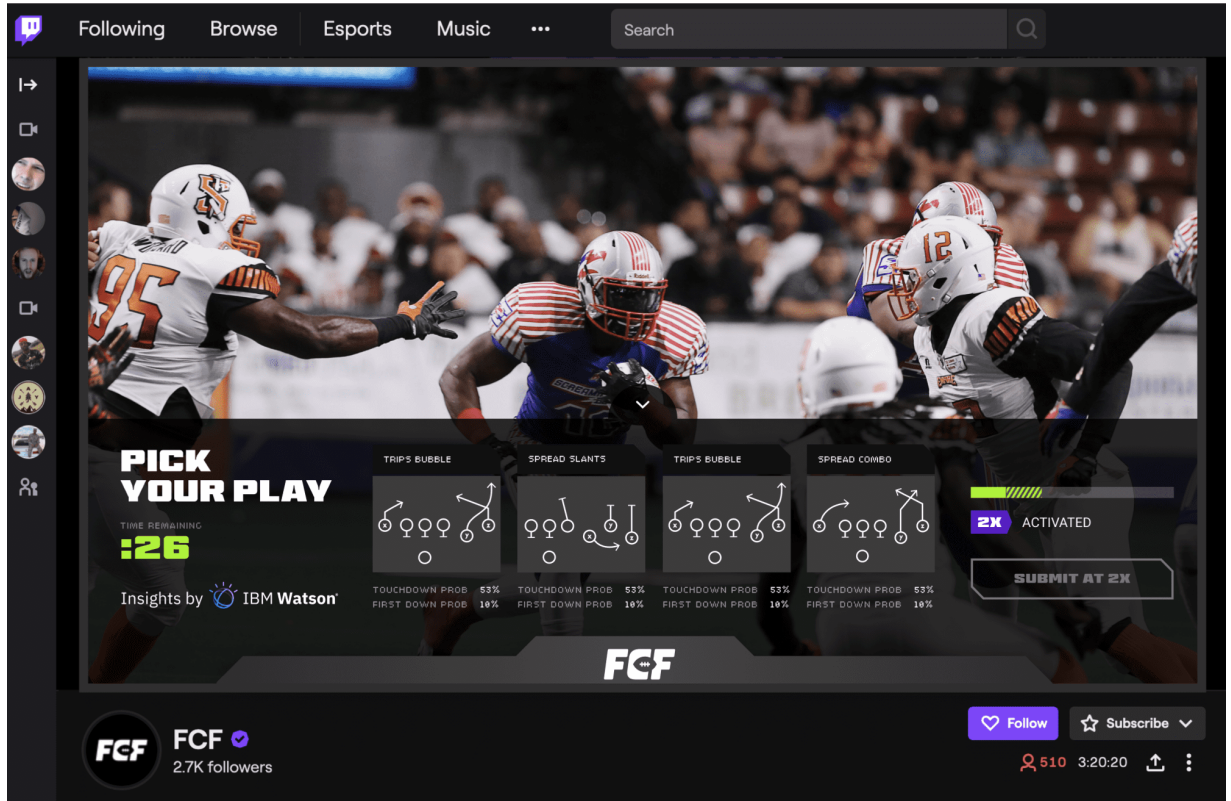 Following Browse Esports Music ••• Search
95
12
PICK
YOUR PLAY
TIME REMAINING
:26
Insights by IBM Watson
TRIPS BUBBLE
TOUCHDOWN PROB 53%
FIRST DOWN PROB 10%
SPREAD SLANTS
TOUCHDOWN PROB 53%
FIRST DOWN PROB 10%
TRIPS BUBBLE
TOUCHDOWN PROB 53%
FIRST DOWN PROB 10%
SPREAD COMBO
TOUCHDOWN PROB 53%
FIRST DOWN PROB 10%
2X ACTIVATED
SUBMIT AT 2X
FCF
FCF
FCF
2.7K followers
Follow
Subscribe
510 3:20:20